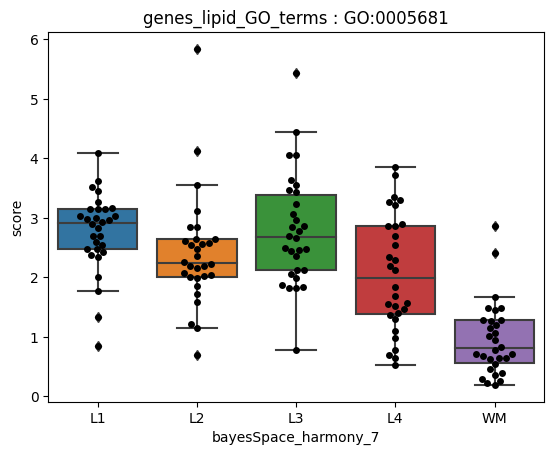 genes_lipid_GO_terms : GO:0005681
6
5
4
3
2
1
0
score
L1 L2 L3 L4 WM
bayesSpace_harmony_7